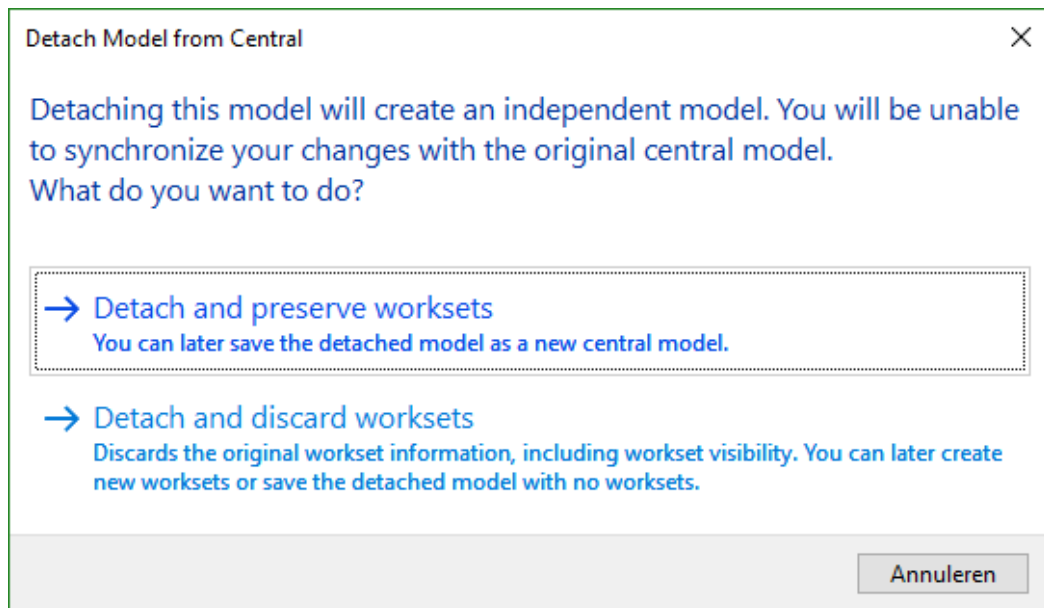 Detach Model from Central
Detaching this model will create an independent model. You will be unable
to synchronize your changes with the original central model.
What do you want to do?
Detach and preserve worksets
You can later save the detached model as a new central model.
Detach and discard worksets
Discards the original workset information, including workset visibility. You can later create
new worksets or save the detached model with no worksets.
Annuleren